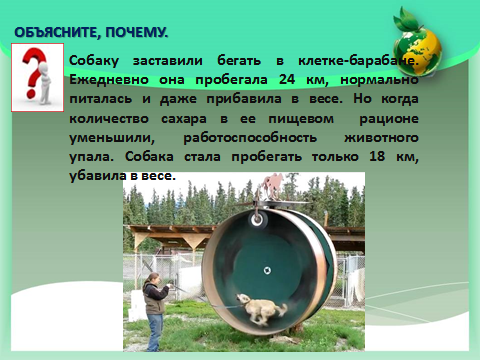 ОБЪЯСНИТЕ, ПОЧЕМУ.
Собаку заставили бегать в клетке-барабане.
Ежедневно она пробегала 24 км, нормально
питалась и даже прибавила в весе. Но когда
количество сахара в ее пищевом рационе
уменьшили, работоспособность животного
упала. Собака стала пробегать только 18 км,
убавила в весе.